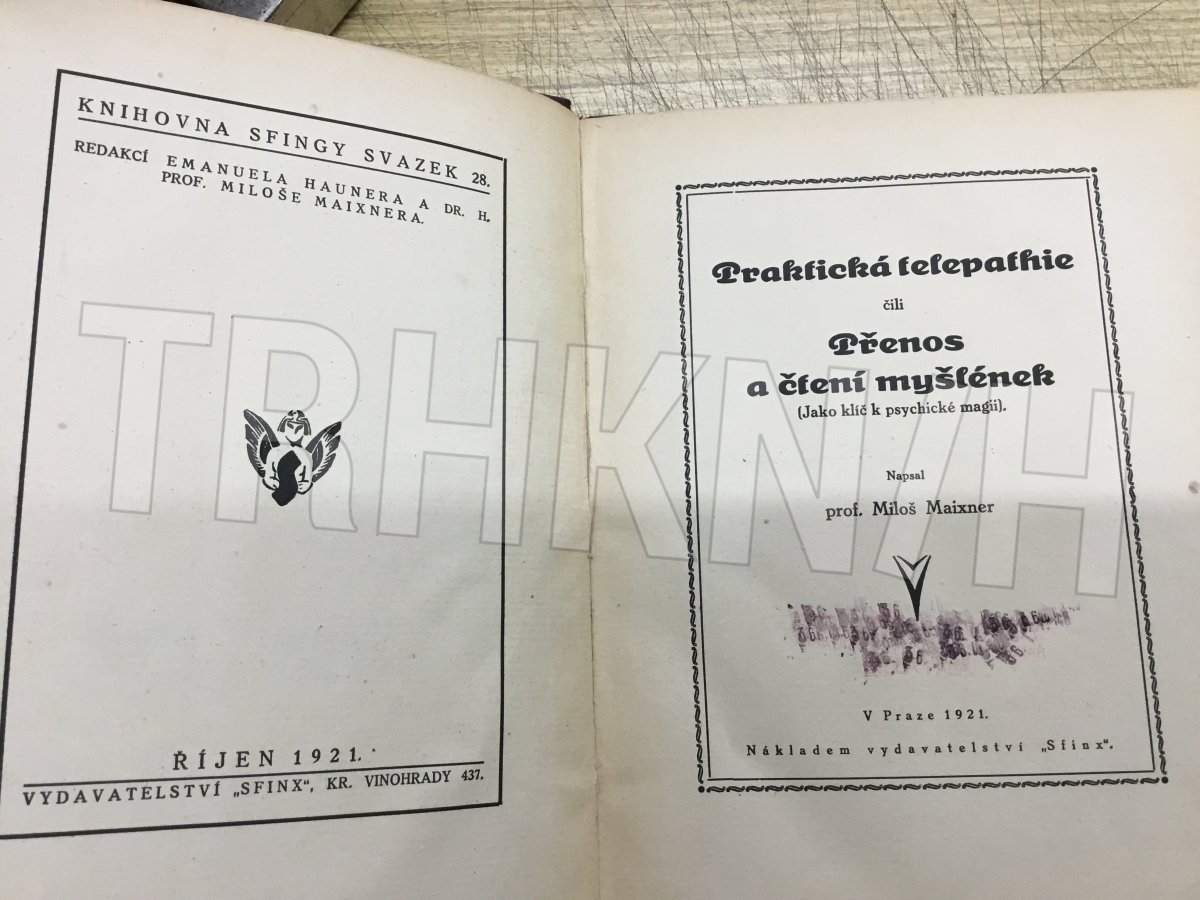 KNIHOVNA SFINGY SVAZEK 28.
REDAKCÍ EMANUELA HAUNERA A DR. H.
PROF. MILOŠE MAIXNERA.
ŘÍJEN 1921.
VYDAVATELSTVÍ „SFINX“, KR. VINOHRADY 437.
Praktická telepathie
čili
Přenos
a čtení myšlének
(Jako klíč k psychické magii).
Napsal
prof. Miloš Maixner
V Praze 1921.
Nákladem vydavatelství „Sfinx“.
TRHKNIH